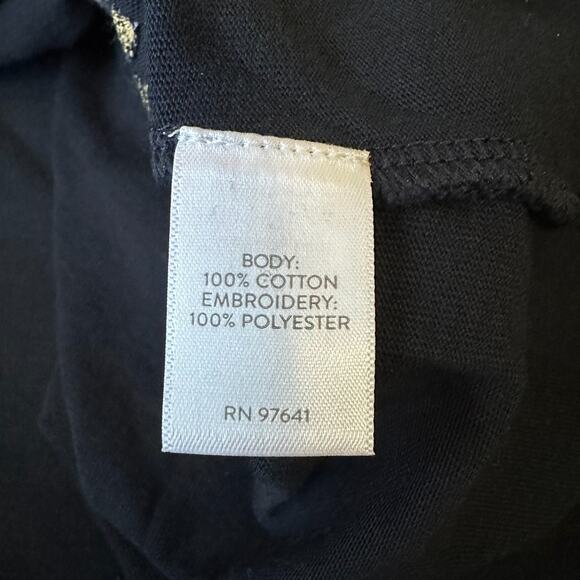 BODY:
100% COTTON
EMBROIDERY:
100% POLYESTER
RN 97641